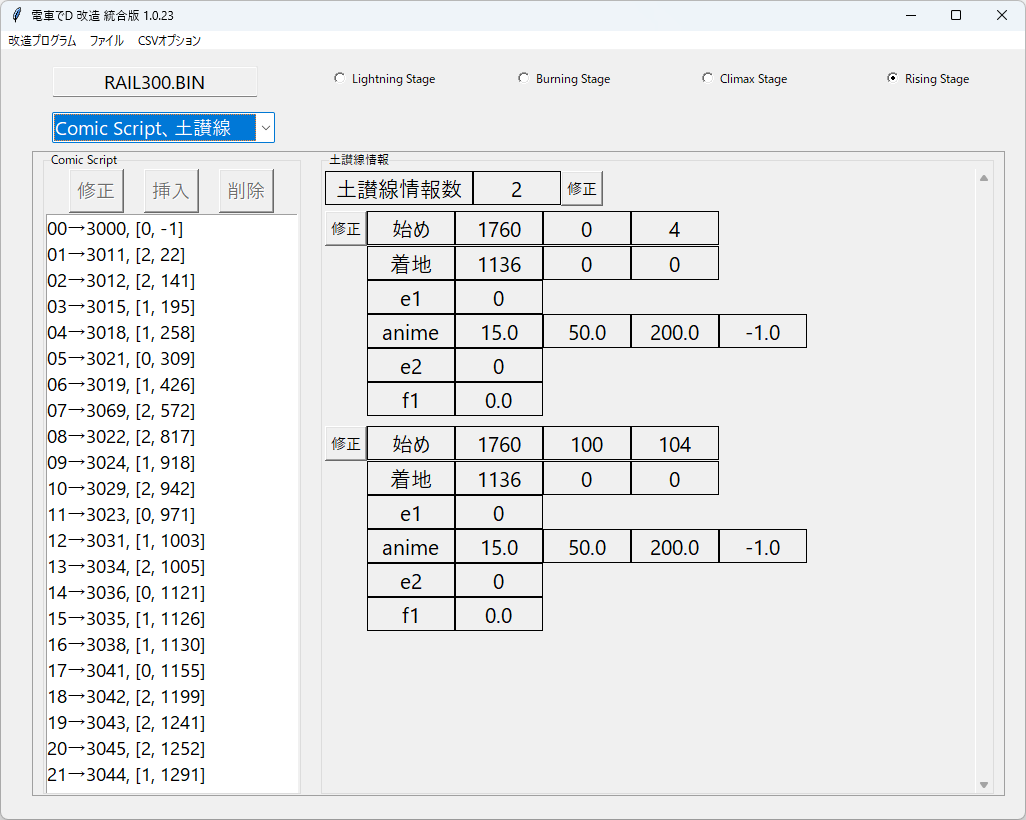 電車でD 改造 統合版 1.0.23
改造プログラム ファイル CSVオプション
RAIL300.BIN
Lightning Stage Burning Stage Climax Stage Rising Stage
Comic Script、土讃線
Comic Script
修正 挿入 削除
00→3000, [0, -1]
01→3011, [2, 22]
02→3012, [2, 141]
03→3015, [1, 195]
04→3018, [1, 258]
05→3021, [0, 309]
06→3019, [1, 426]
07→3069, [2, 572]
08→3022, [2, 817]
09→3024, [1, 918]
10→3029, [2, 942]
11→3023, [0, 971]
12→3031, [1, 1003]
13→3034, [2, 1005]
14→3036, [0, 1121]
15→3035, [1, 1126]
16→3038, [1, 1130]
17→3041, [0, 1155]
18→3042, [2, 1199]
19→3043, [2, 1241]
20→3045, [2, 1252]
21→3044, [1, 1291]
土讃線情報
土讃線情報数 2 修正
修正 始め 1760 0 4
着地 1136 0 0
e1 0
anime 15.0 50.0 200.0 -1.0
e2 0
f1 0.0
修正 始め 1760 100 104
着地 1136 0 0
e1 0
anime 15.0 50.0 200.0 -1.0
e2 0
f1 0.0